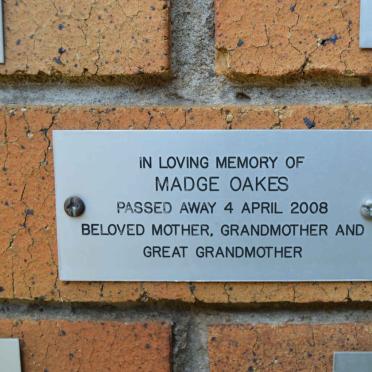 IN LOVING MEMORY OF
MADGE OAKES
PASSED AWAY 4 APRIL 2008
BELOVED MOTHER, GRANDMOTHER AND
GREAT GRANDMOTHER